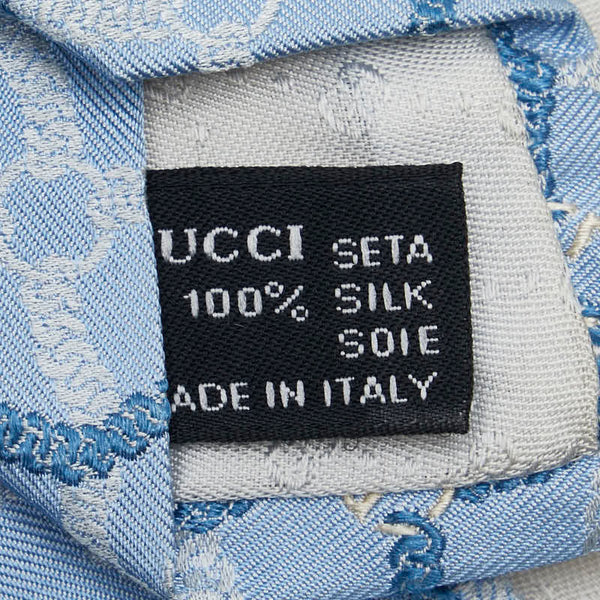 UCCI SETA
100% SILK
SOIE
ADE IN ITALY